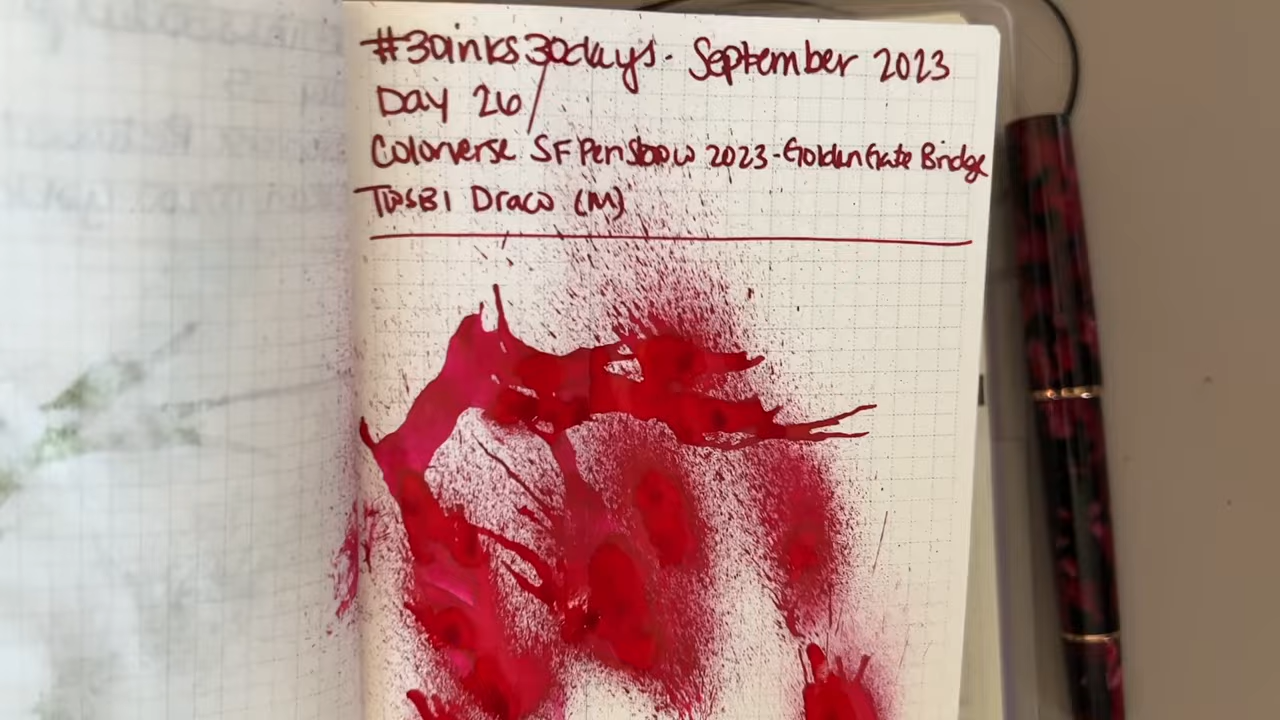 #30inks30days - September 2023
Day 26
Colorverse SF Pen Show 2023 - Golden Gate Bridge
TWSBI Draco (M)